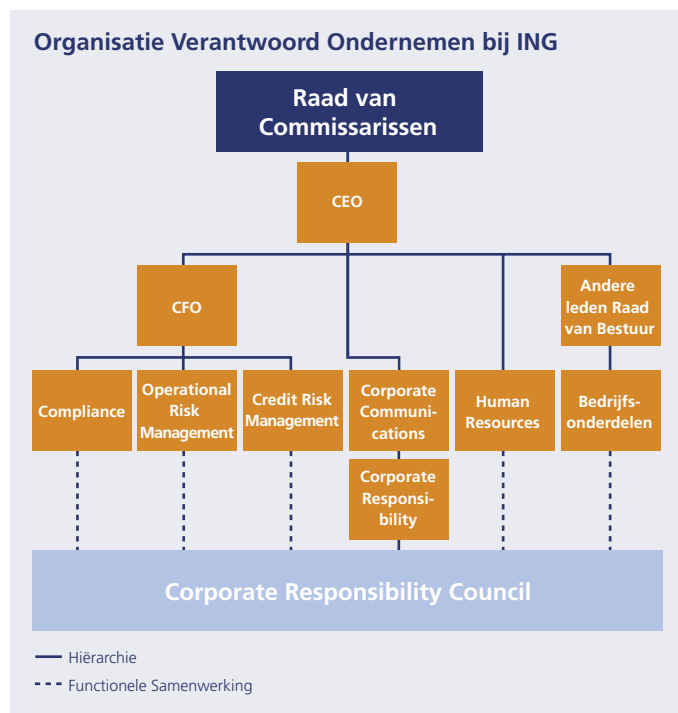 Organisatie Verantwoord Ondernemen bij ING
Raad van
Commissarissen
CEO
CFO
Andere
leden Raad
van Bestuur
Compliance
Operational
Risk
Management
Credit Risk
Management
Corporate
Communi-
cations
Human
Resources
Bedrijfs-
onderdelen
Corporate
Responsi-
bility
Corporate Responsibility Council
Hiërarchie
Functionele Samenwerking